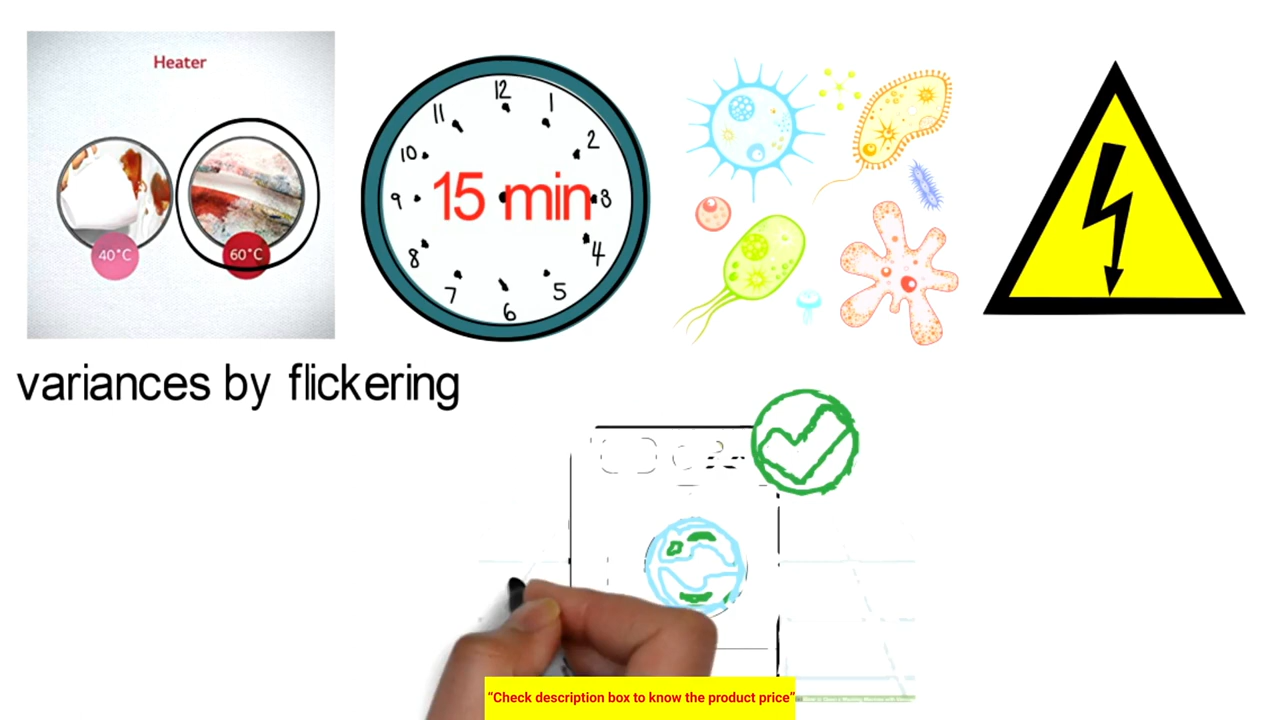 Heater
40°C
60°C
12
1
2
3
4
5
6
7
8
9
10
11
15 min
variances by flickering
“Check description box to know the product price”